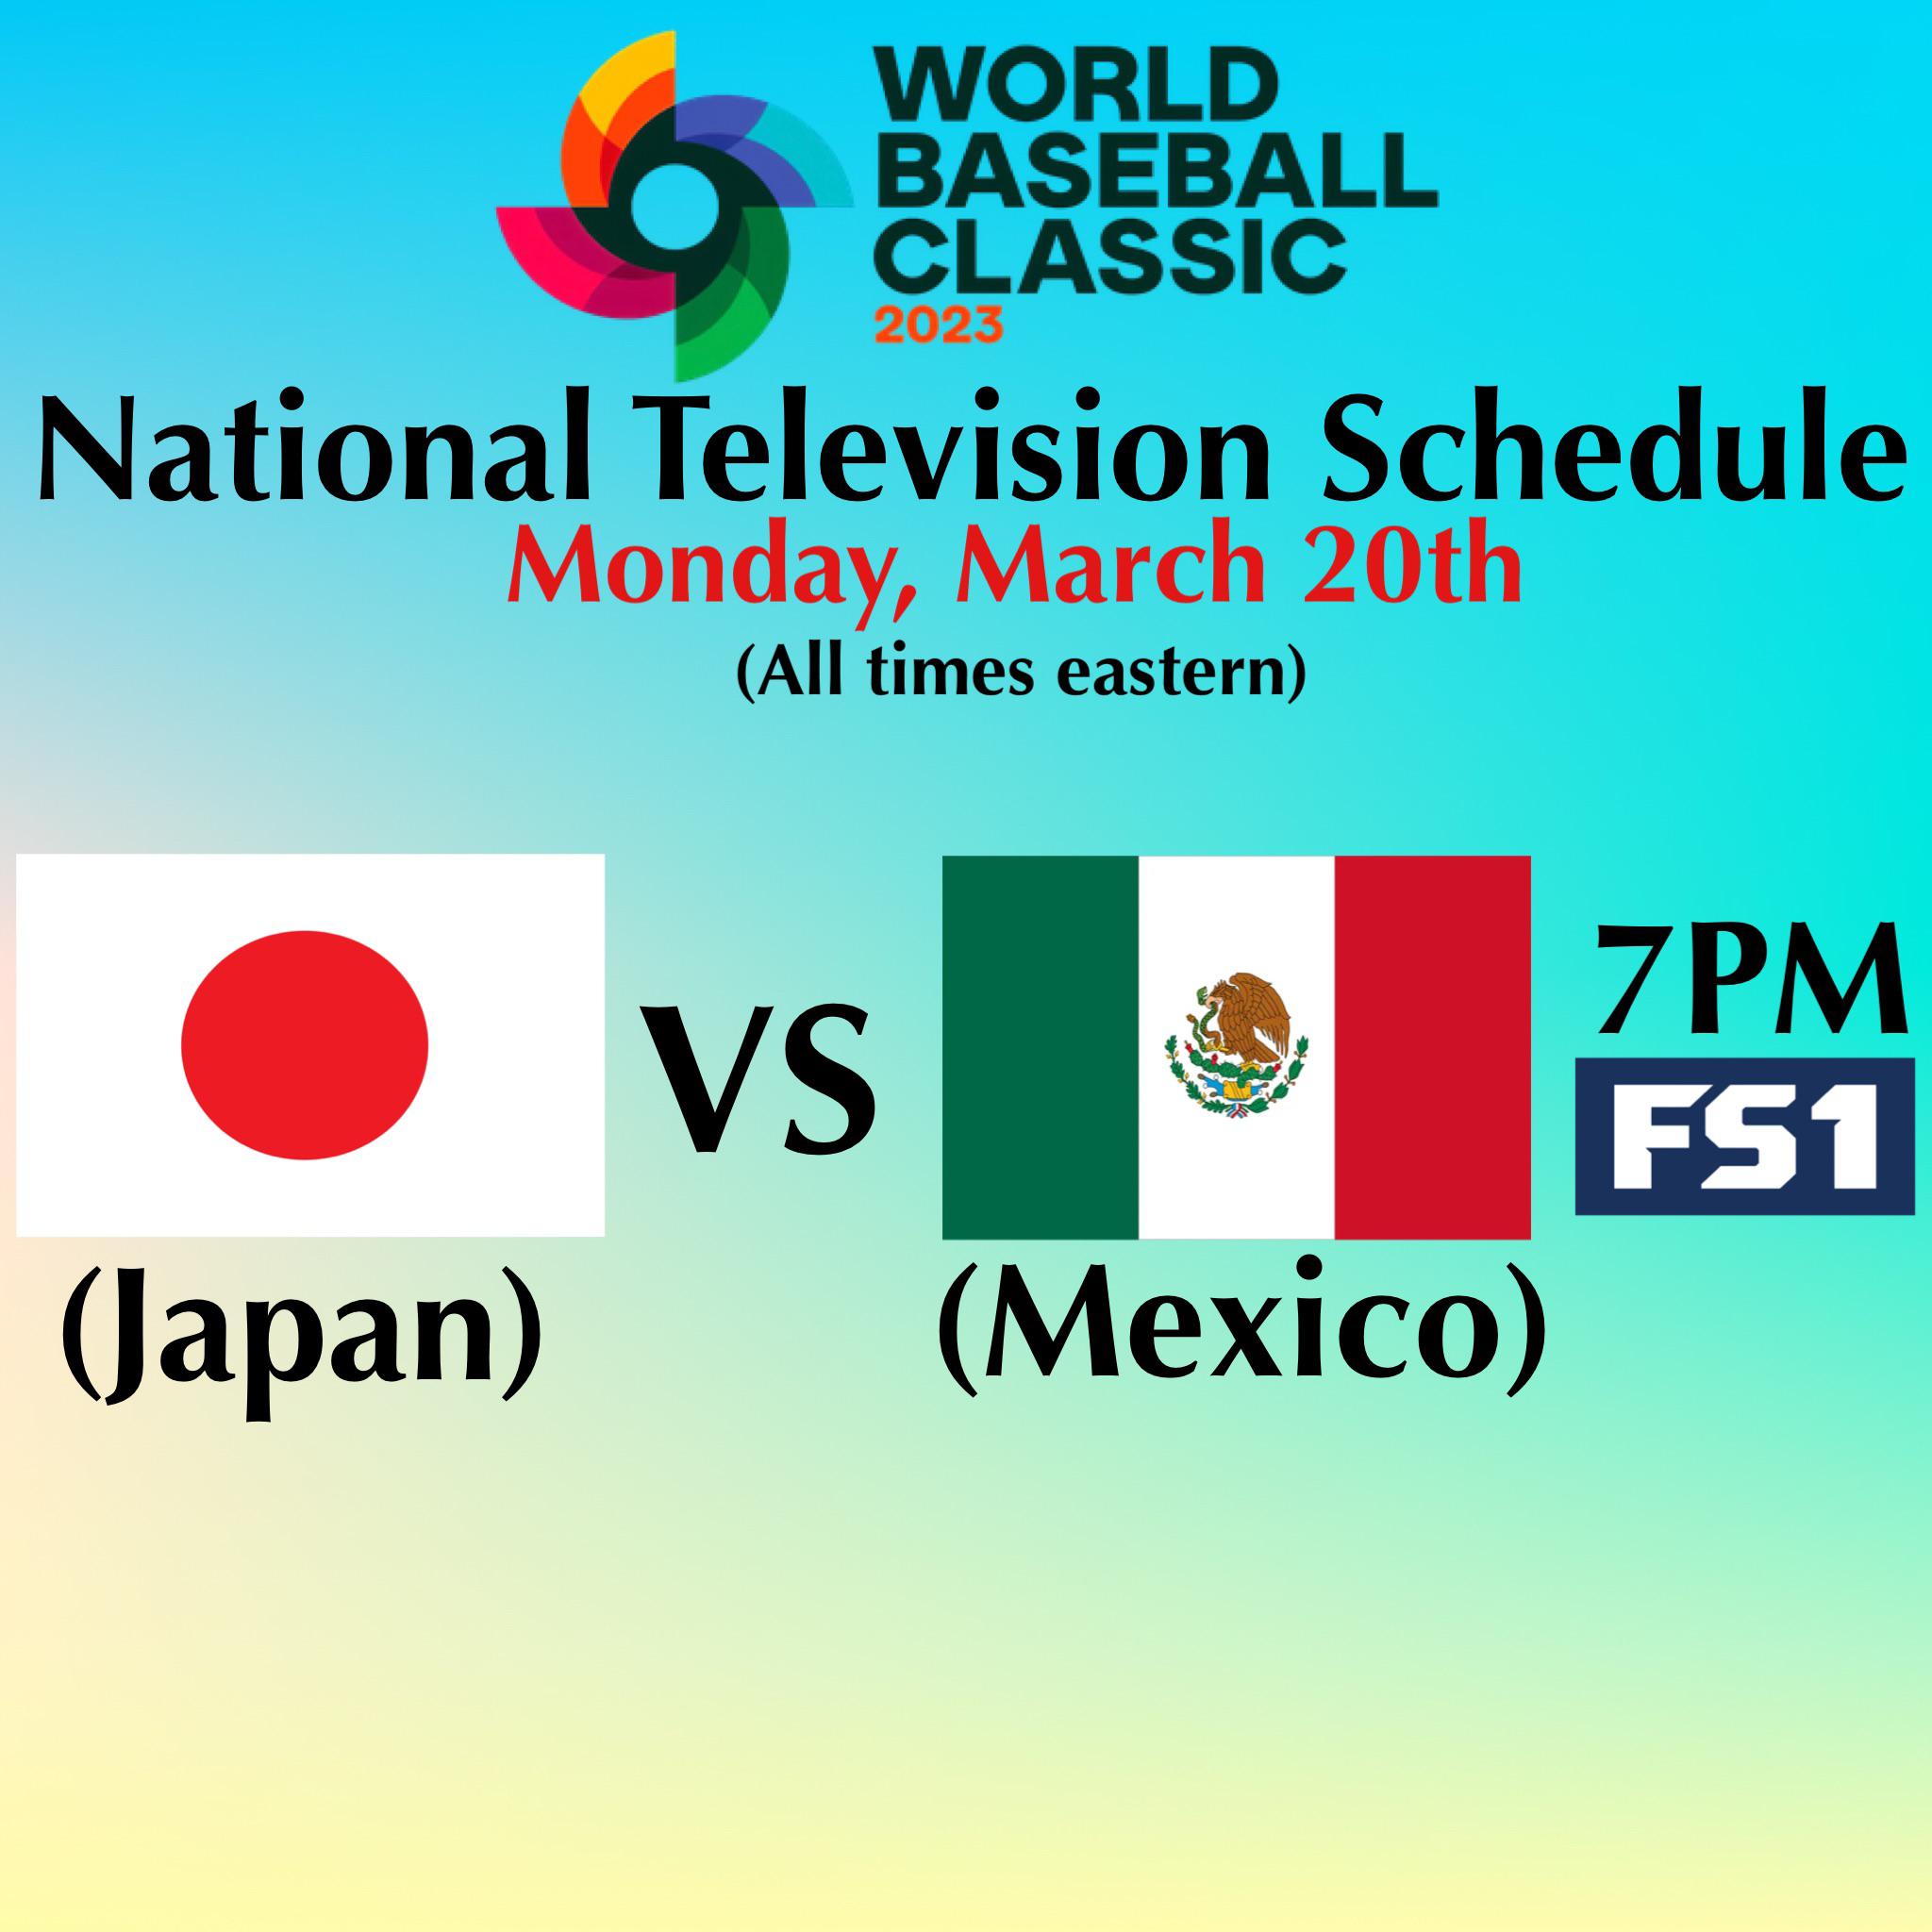 WORLD
BASEBALL
CLASSIC
2023
National Television Schedule
Monday, March 20th
(All times eastern)
VS
7PM
FS1
(Japan)
(Mexico)